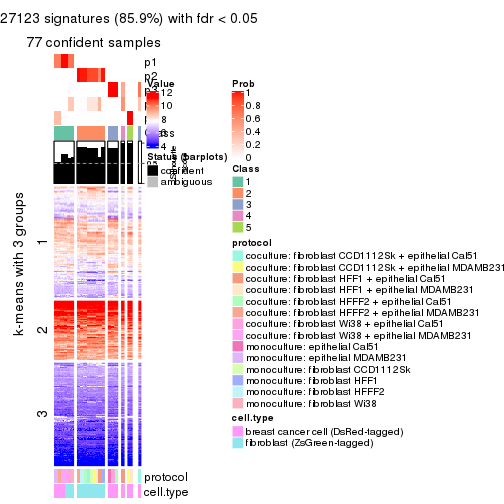 27123 signatures (85.9%) with fdr < 0.05
77 confident samples
p1
p2
Value
12
10
8
6
4
Class
Status (barplots)
confident
ambiguous
k-means with 3 groups
1
2
3
protocol
cell.type
Prob
1
0.8
0.6
0.4
0.2
0
Class
1
2
3
4
5
protocol
coculture: fibroblast CCD1112Sk + epithelial Cal51
coculture: fibroblast CCD1112Sk + epithelial MDAMB231
coculture: fibroblast HFF1 + epithelial Cal51
coculture: fibroblast HFF1 + epithelial MDAMB231
coculture: fibroblast HFFF2 + epithelial Cal51
coculture: fibroblast HFFF2 + epithelial MDAMB231
coculture: fibroblast Wi38 + epithelial Cal51
coculture: fibroblast Wi38 + epithelial MDAMB231
monoculture: epithelial Cal51
monoculture: epithelial MDAMB231
monoculture: fibroblast CCD1112Sk
monoculture: fibroblast HFF1
monoculture: fibroblast HFFF2
monoculture: fibroblast Wi38
cell.type
breast cancer cell (DsRed-tagged)
fibroblast (ZsGreen-tagged)